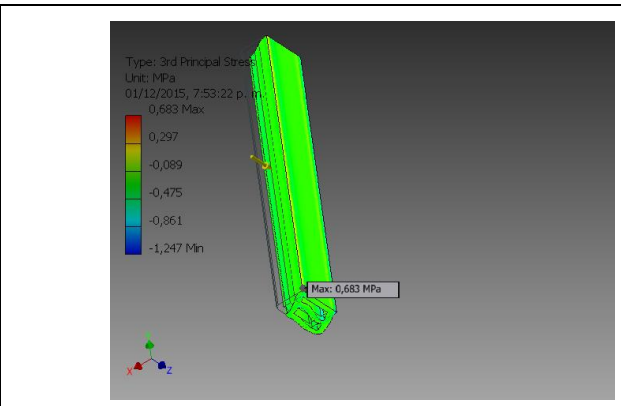 Type: 3rd Principal Stress
Unit: MPa
01/12/2015, 7:53:22 p. m.
0,683 Max
0,297
-0,089
-0,475
-0,861
-1,247 Min
Max: 0,683 MPa
X
Z